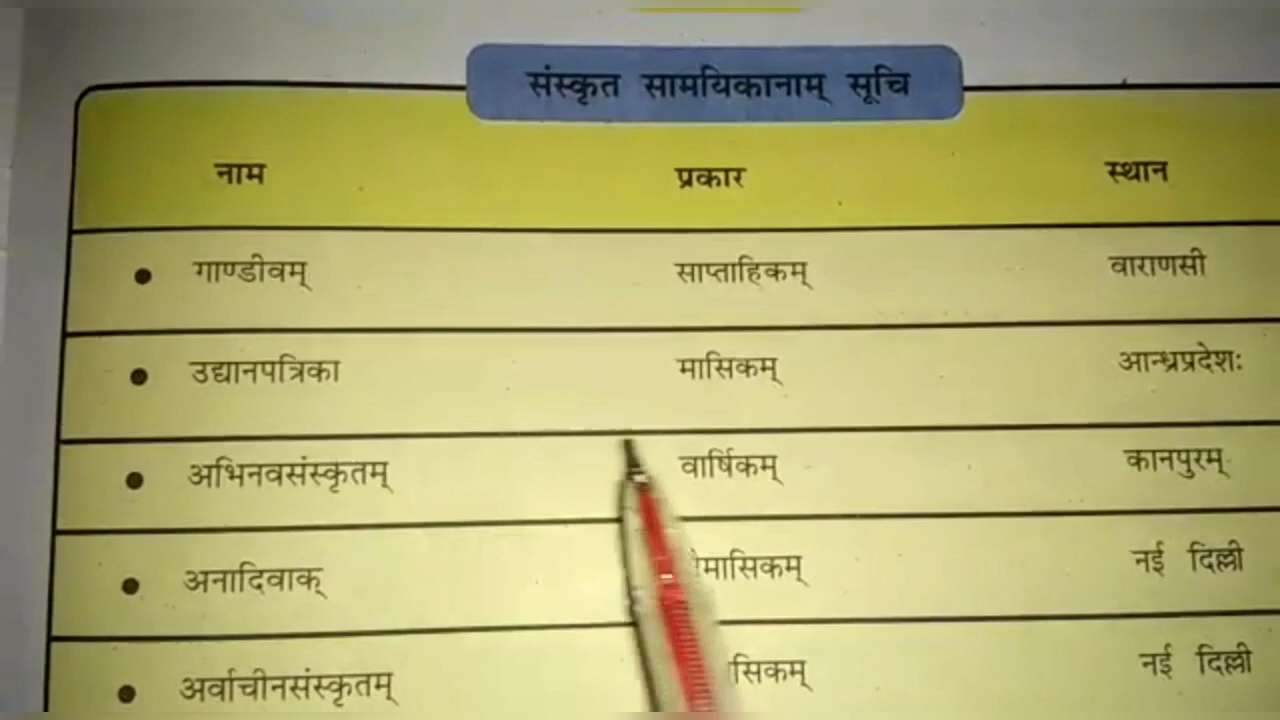 संस्कृत सामयिकानाम् सूचि
नाम प्रकार स्थान
• गाण्डीवम् साप्ताहिकम् वाराणसी
• उद्यानपत्रिका मासिकम् आन्ध्रप्रदेशः
• अभिनवसंस्कृतम् वार्षिकम् कानपुरम्
• अनादिवाक् नई दिल्ली
• अर्वाचीनसंस्कृतम् नई दिल्ली